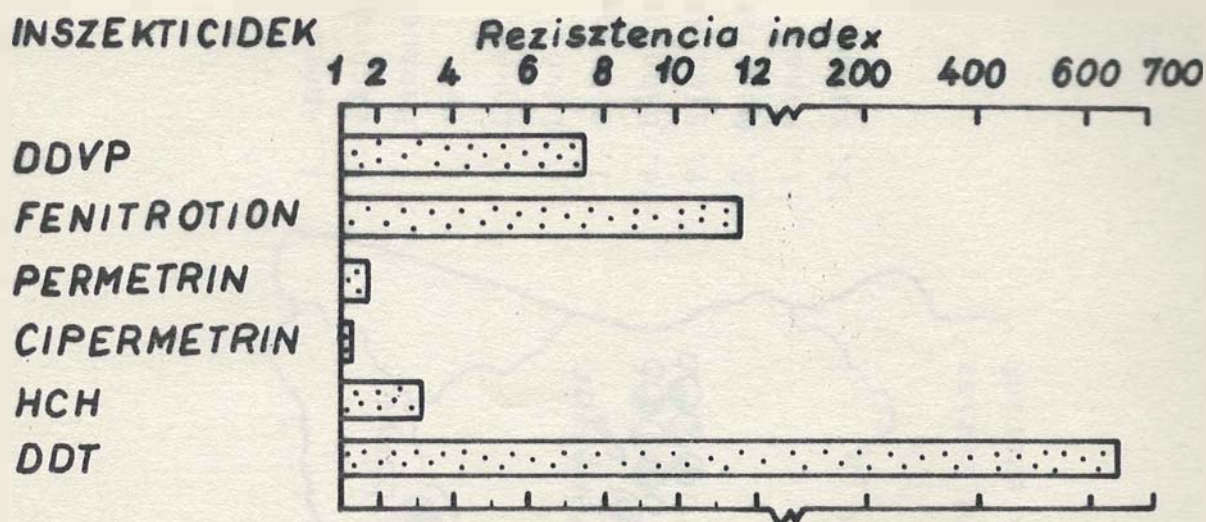 INSZEKTICIDEK Rezisztencia index
1 2 4 6 8 10 12 200 400 600 700
DDVP
FENITROTION
PERMETRIN
CIPERMETRIN
HCH
DDT